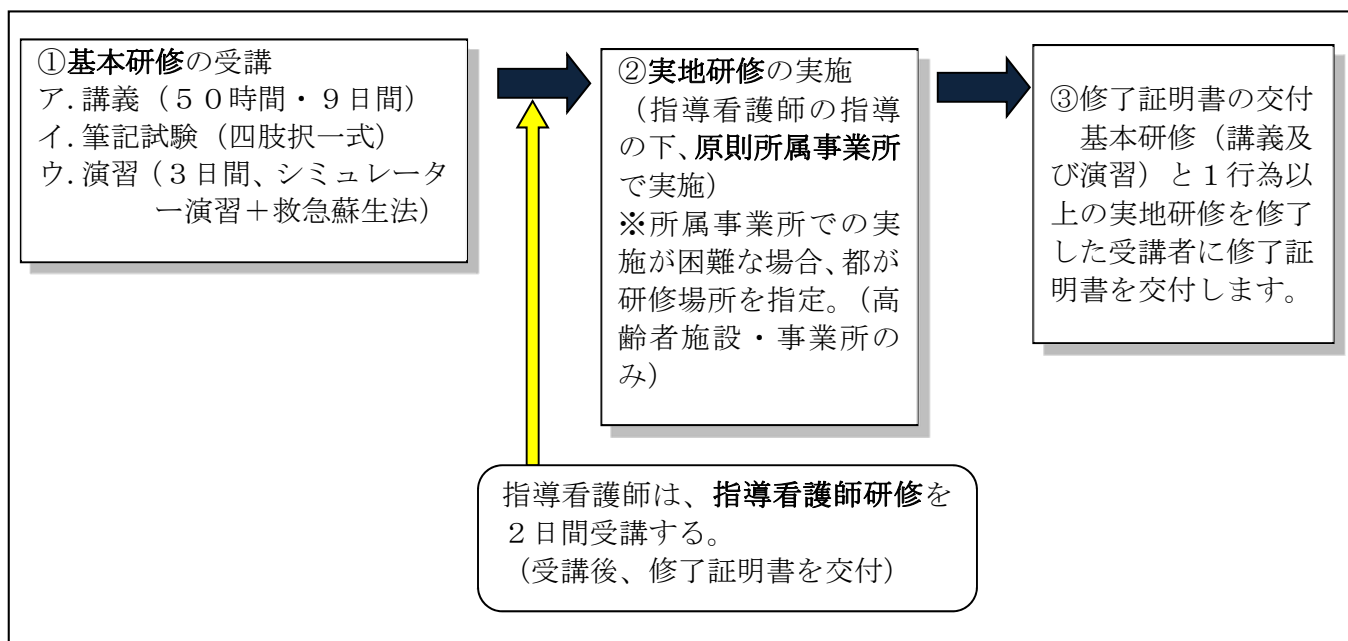 ①基本研修の受講
ア．講義（５０時間・９日間）
イ．筆記試験（四肢択一式）
ウ．演習（３日間、シミュレータ
ー演習＋救急蘇生法）
②実地研修の実施
（指導看護師の指導
の下、原則所属事業所
で実施）
※所属事業所での実
施が困難な場合、都が
研修場所を指定。（高
齢者施設・事業所の
み）
③修了証明書の交付
基本研修（講義及
び演習）と１行為以
上の実地研修を修了
した受講者に修了証
明書を交付します。
指導看護師は、指導看護師研修を
２日間受講する。
（受講後、修了証明書を交付）